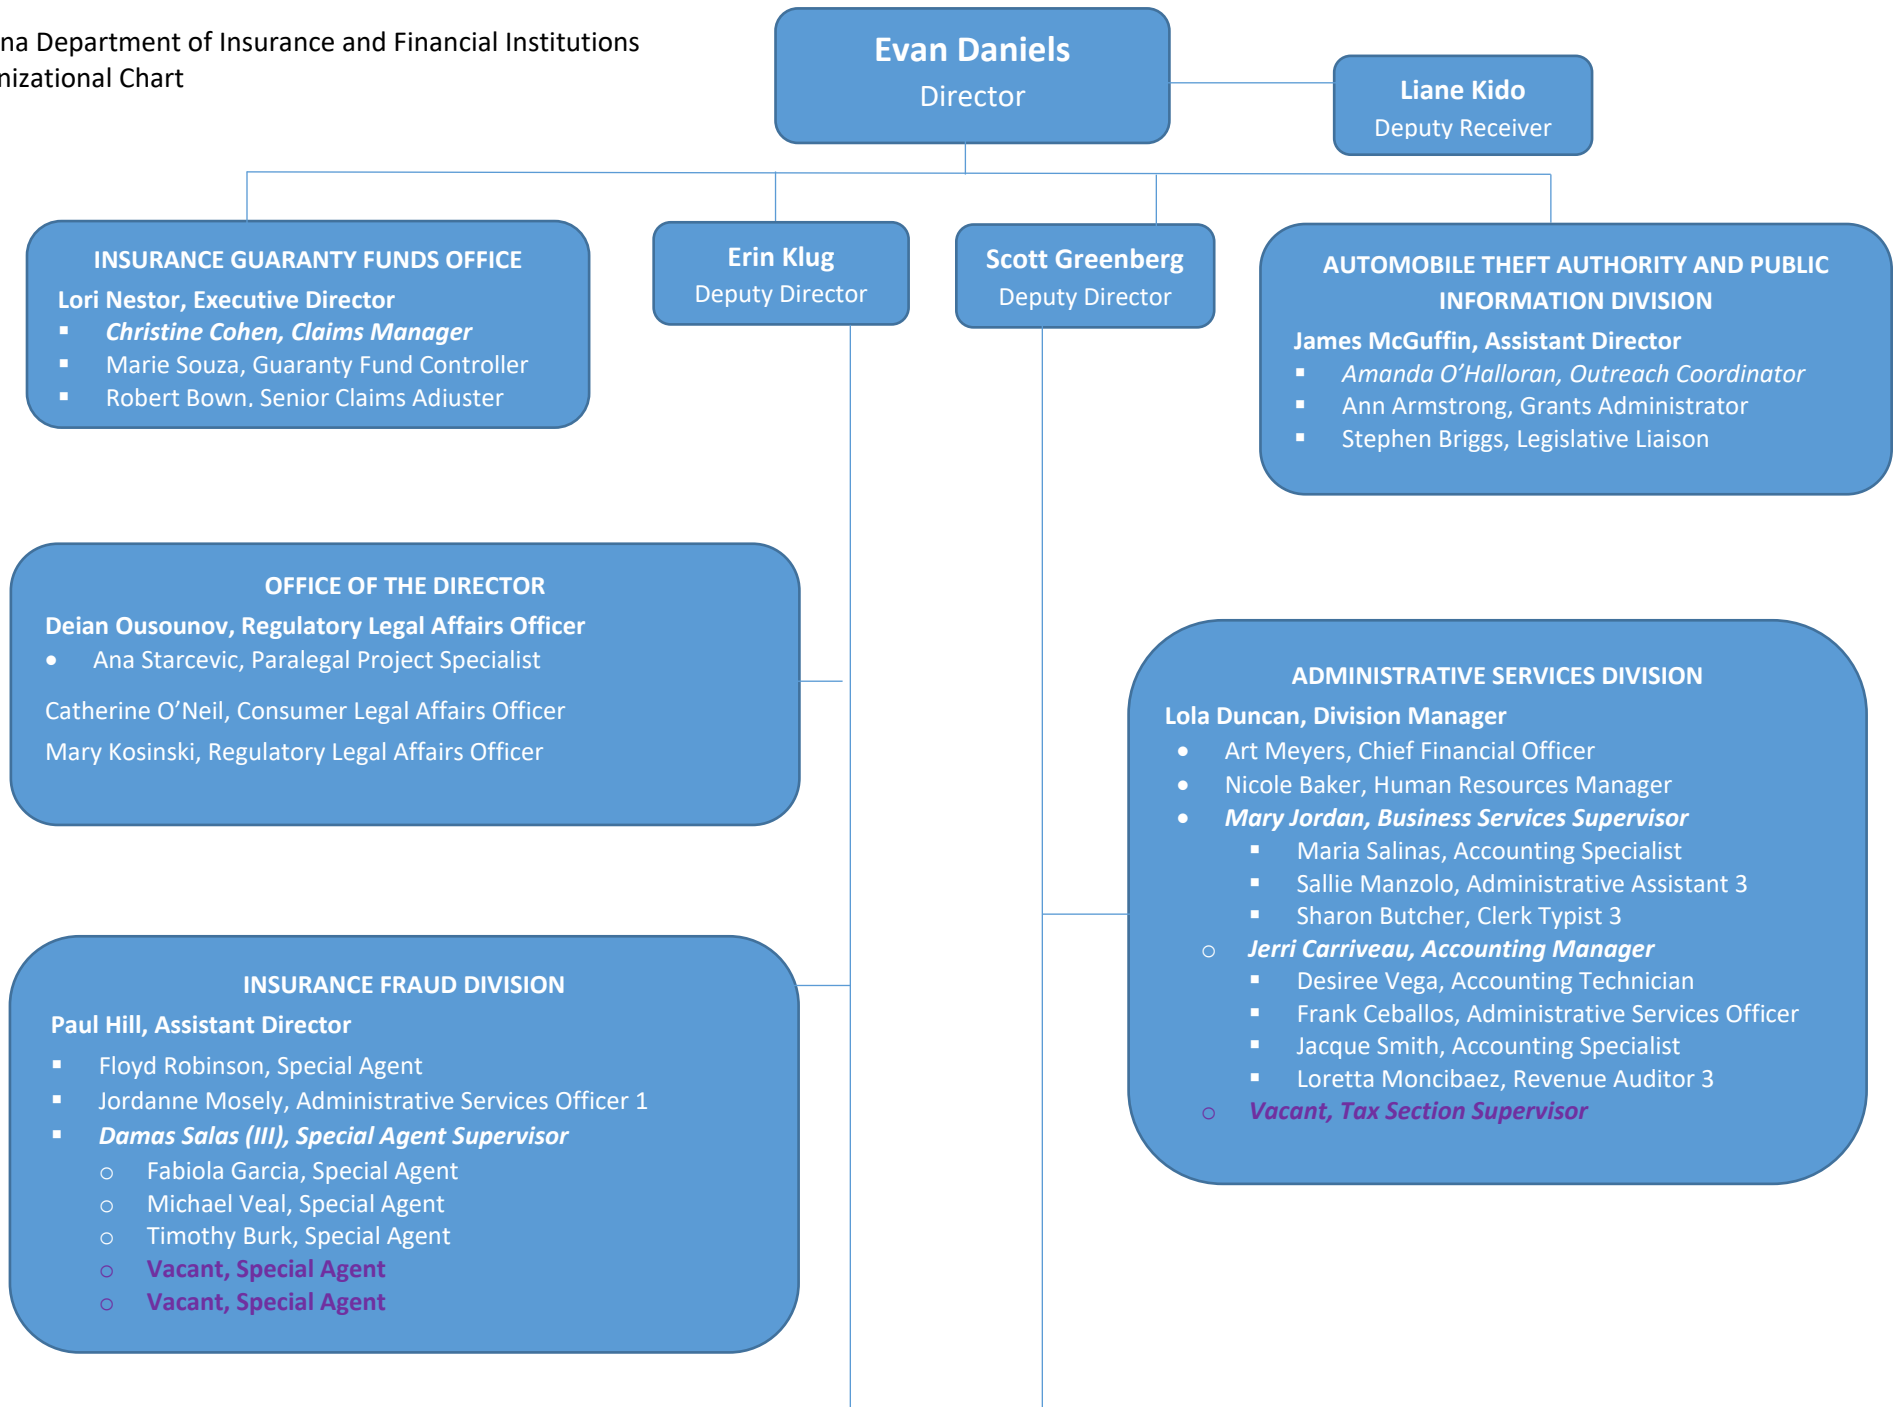 na Department of Insurance and Financial Institutions
nizational Chart
Evan Daniels
Director
Liane Kido
Deputy Receiver
INSURANCE GUARANTY FUNDS OFFICE
Lori Nestor, Executive Director
▪ Christine Cohen, Claims Manager
▪ Marie Souza, Guaranty Fund Controller
▪ Robert Bown, Senior Claims Adjuster
Erin Klug
Deputy Director
Scott Greenberg
Deputy Director
AUTOMOBILE THEFT AUTHORITY AND PUBLIC
INFORMATION DIVISION
James McGuffin, Assistant Director
▪ Amanda O’Halloran, Outreach Coordinator
▪ Ann Armstrong, Grants Administrator
▪ Stephen Briggs, Legislative Liaison
OFFICE OF THE DIRECTOR
Deian Ousounov, Regulatory Legal Affairs Officer
• Ana Starcevic, Paralegal Project Specialist
Catherine O’Neil, Consumer Legal Affairs Officer
Mary Kosinski, Regulatory Legal Affairs Officer
ADMINISTRATIVE SERVICES DIVISION
Lola Duncan, Division Manager
• Art Meyers, Chief Financial Officer
• Nicole Baker, Human Resources Manager
• Mary Jordan, Business Services Supervisor
▪ Maria Salinas, Accounting Specialist
▪ Sallie Manzolo, Administrative Assistant 3
▪ Sharon Butcher, Clerk Typist 3
o Jerri Carriveau, Accounting Manager
▪ Desiree Vega, Accounting Technician
▪ Frank Ceballos, Administrative Services Officer
▪ Jacque Smith, Accounting Specialist
▪ Loretta Moncibaez, Revenue Auditor 3
o Vacant, Tax Section Supervisor
INSURANCE FRAUD DIVISION
Paul Hill, Assistant Director
▪ Floyd Robinson, Special Agent
▪ Jordanne Mosely, Administrative Services Officer 1
▪ Damas Salas (III), Special Agent Supervisor
o Fabiola Garcia, Special Agent
o Michael Veal, Special Agent
o Timothy Burk, Special Agent
o Vacant, Special Agent
o Vacant, Special Agent